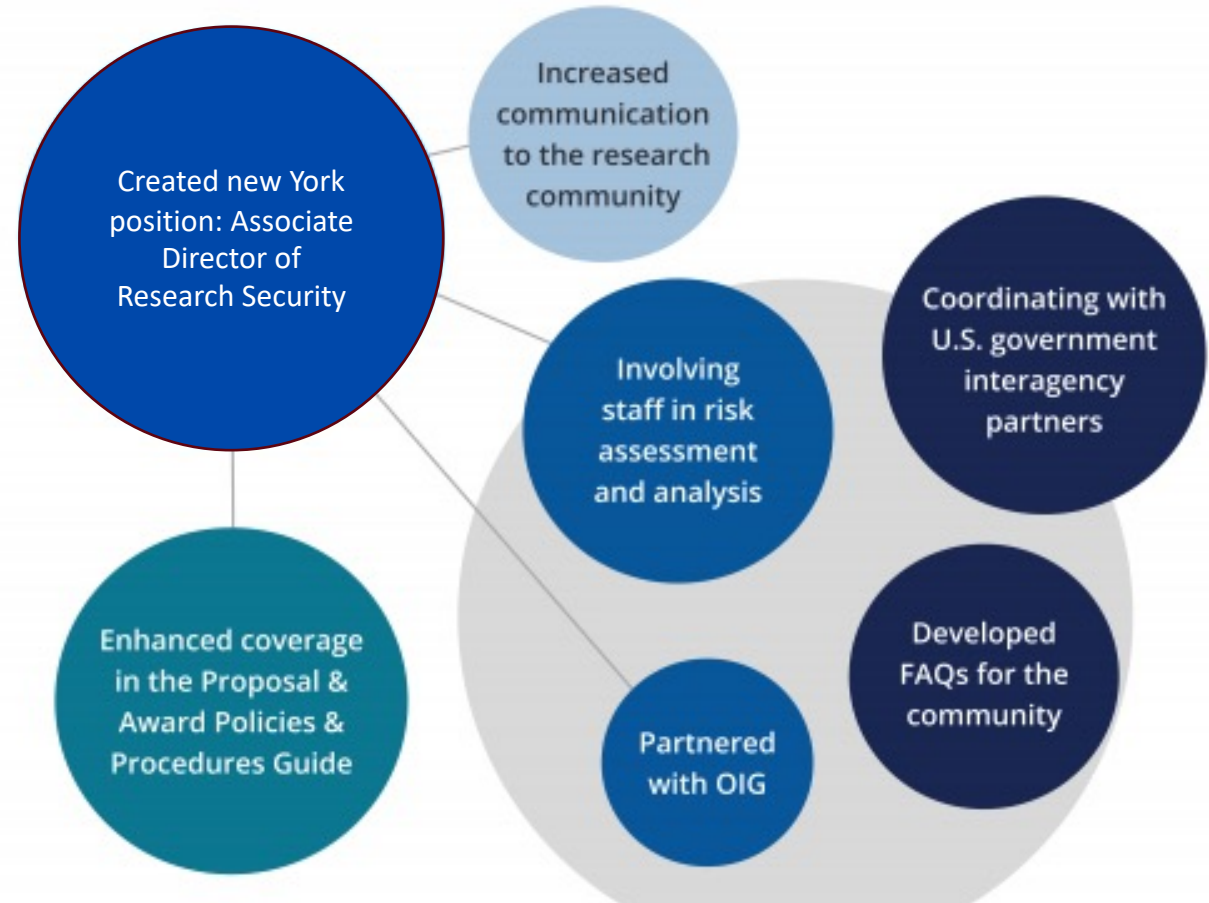 Created new York
position: Associate
Director of
Research Security
Increased
communication
to the research
community
Coordinating with
U.S. government
interagency
partners
Involving
staff in risk
assessment
and analysis
Enhanced coverage
in the Proposal &
Award Policies &
Procedures Guide
Developed
FAQs for the
community
Partnered
with OIG